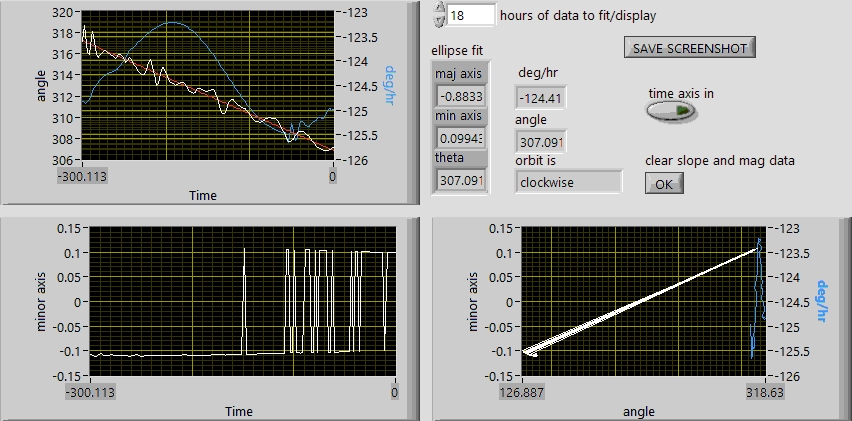 320
318
316
314
312
310
308
306
angle
-123
-123.5
-124
-124.5
-125
-125.5
-126
deg/hr
-300.113
0
Time
18 hours of data to fit/display
SAVE SCREENSHOT
ellipse fit
maj axis
-0.8833
min axis
0.0994
theta
307.091
deg/hr
-124.41
angle
307.091
orbit is
clockwise
time axis in
clear slope and mag data
OK
0.15
0.1
0.05
0
-0.05
-0.1
-0.15
minor axis
-300.113
0
Time
0.15
0.1
0.05
0
-0.05
-0.1
-0.15
minor axis
-123
-123.5
-124
-124.5
-125
-125.5
-126
deg/hr
126.887
318.63
angle